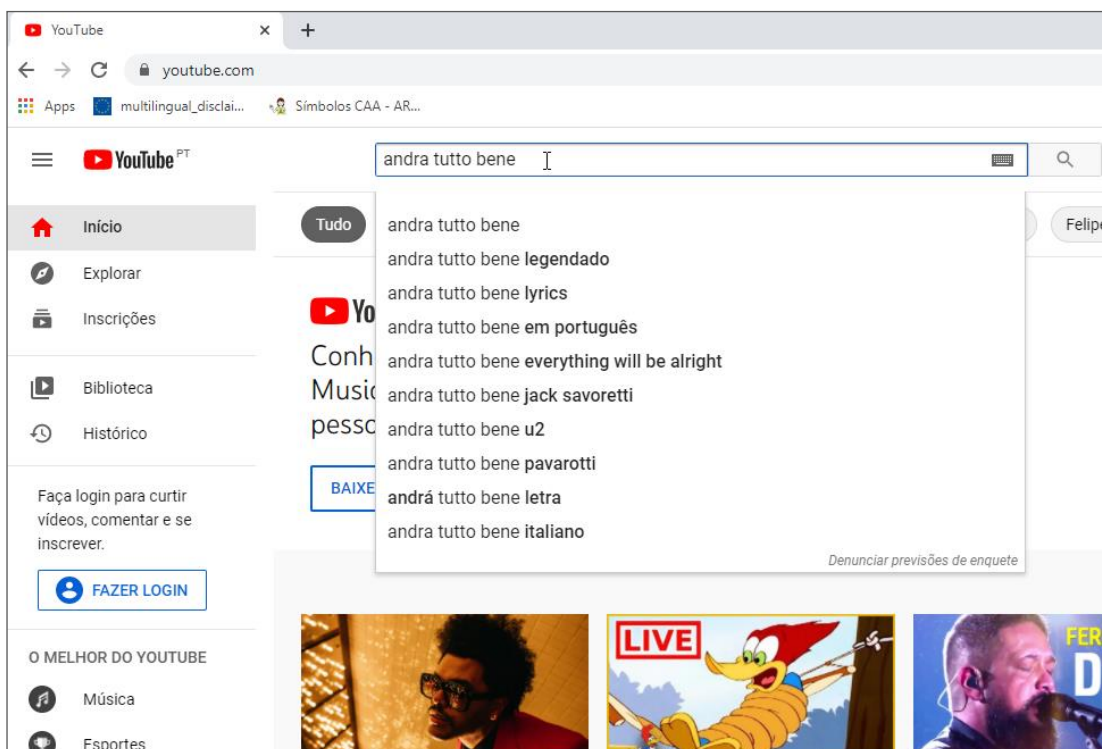 YouTube
youtube.com
Apps multilingual_disclai... Símbolos CAA - AR...
YouTube PT
andra tutto bene
Início
Explorar
Inscrições
Biblioteca
Histórico
Faça login para curtir
vídeos, comentar e se
inscrever.
FAZER LOGIN
O MELHOR DO YOUTUBE
Música
Esportes
Tudo
Felipe
andra tutto bene
andra tutto bene legendado
andra tutto bene lyrics
andra tutto bene em português
andra tutto bene everything will be alright
andra tutto bene jack savoretti
andra tutto bene u2
andra tutto bene pavarotti
andrá tutto bene letra
andra tutto bene italiano
Denunciar previsões de enquete
Yo
Conh
Music
pesso
BAIXE
LIVE
FER
D